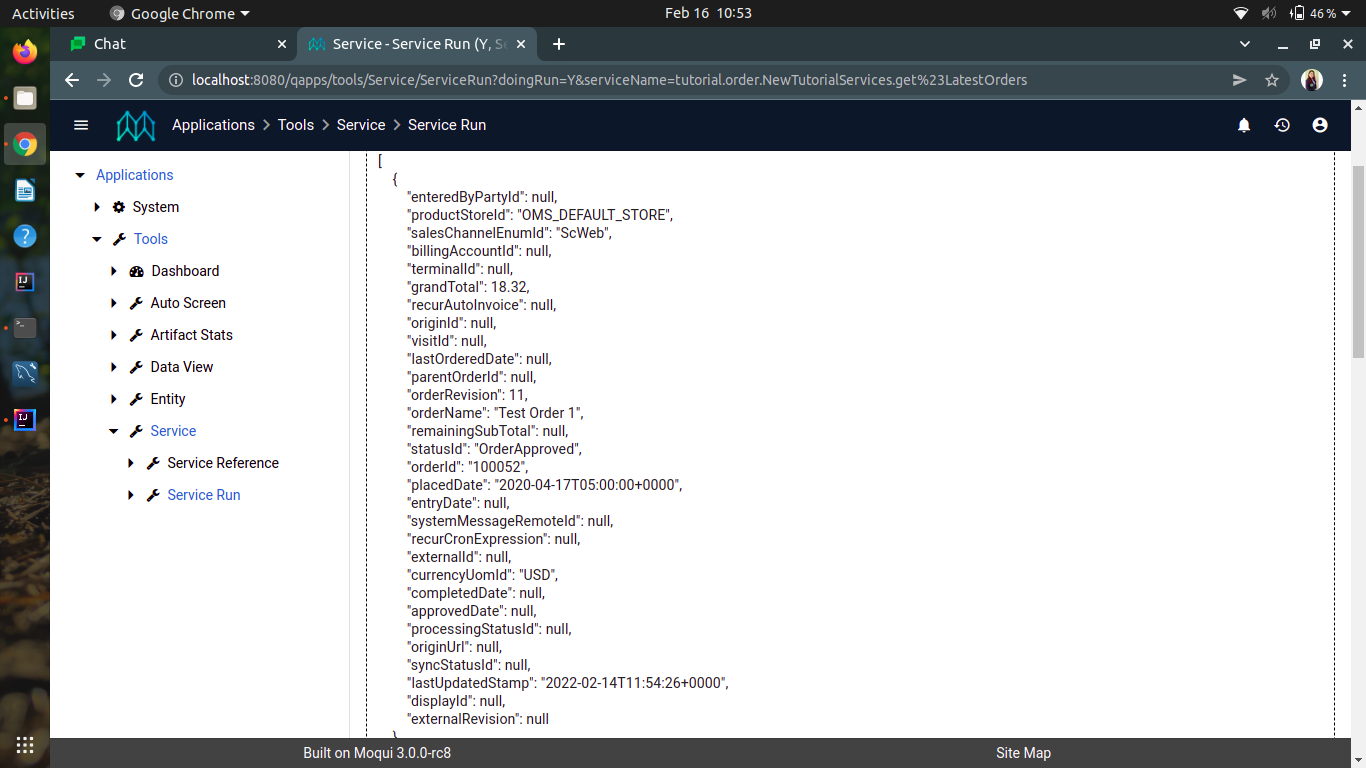 Activities
Google Chrome
Feb 16 10:53
46 %
Chat
Service - Service Run (Y, Se
localhost:8080/qapps/tools/Service/ServiceRun?doingRun=Y&serviceName=tutorial.order.NewTutorialServices.get%23LatestOrders
Applications
Tools
Service
Service Run
Applications
System
Tools
Dashboard
Auto Screen
Artifact Stats
Data View
Entity
Service
Service Reference
Service Run
[
{
"enteredByPartyId": null,
"productStoreId": "OMS_DEFAULT_STORE",
"salesChannelEnumId": "ScWeb",
"billingAccountId": null,
"terminalId": null,
"grandTotal": 18.32,
"recurAutoInvoice": null,
"originId": null,
"visitId": null,
"lastOrderedDate": null,
"parentOrderId": null,
"orderRevision": 11,
"orderName": "Test Order 1",
"remainingSubTotal": null,
"statusId": "OrderApproved",
"orderId": "100052",
"placedDate": "2020-04-17T05:00:00+0000",
"entryDate": null,
"systemMessageRemoteId": null,
"recurCronExpression": null,
"externalId": null,
"currencyUomId": "USD",
"completedDate": null,
"approvedDate": null,
"processingStatusId": null,
"originUrl": null,
"syncStatusId": null,
"lastUpdatedStamp": "2022-02-14T11:54:26+0000",
"displayId": null,
"externalRevision": null
}
Built on Moqui 3.0.0-rc8
Site Map